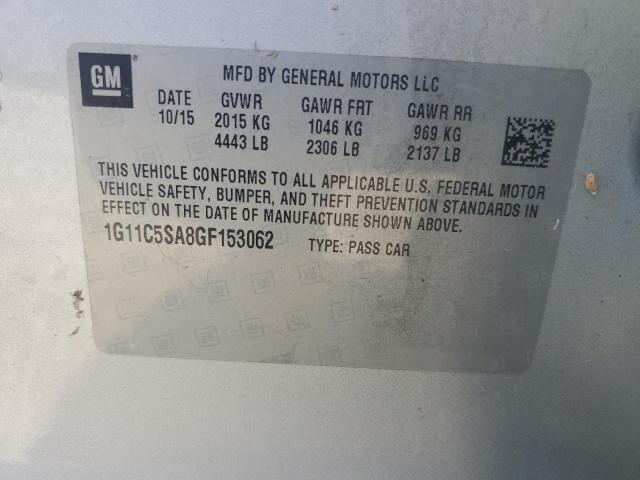 GM
MFD BY GENERAL MOTORS LLC
DATE GVWR GAWR FRT GAWR RR
10/15 2015 KG 1046 KG 969 KG
4443 LB 2306 LB 2137 LB
THIS VEHICLE CONFORMS TO ALL APPLICABLE U.S. FEDERAL MOTOR
VEHICLE SAFETY, BUMPER, AND THEFT PREVENTION STANDARDS IN
EFFECT ON THE DATE OF MANUFACTURE SHOWN ABOVE.
1G11C5SA8GF153062 TYPE: PASS CAR